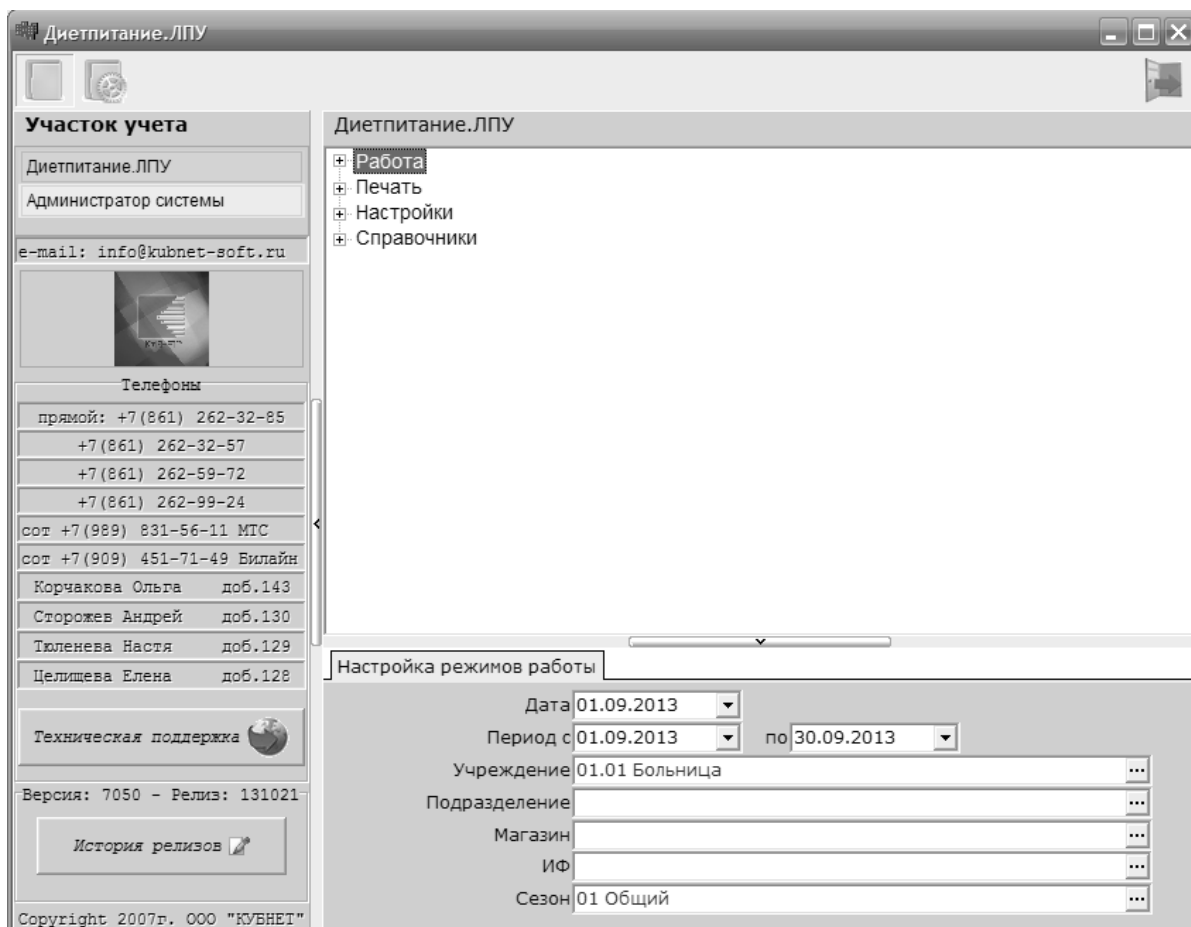 Диетпитание.ЛПУ
Участок учета
Диетпитание.ЛПУ
Администратор системы
e-mail: info@kubnet-soft.ru
Телефоны
прямой: +7(861) 262-32-85
+7(861) 262-32-57
+7(861) 262-59-72
+7(861) 262-99-24
сот +7(989) 831-56-11 МТС
сот +7(909) 451-71-49 Билайн
Корчакова Ольга доб.143
Сторожев Андрей доб.130
Тюленева Настя доб.129
Целищева Елена доб.128
Техническая поддержка
Версия: 7050 - Релиз: 131021
История релизов
Copyright 2007г. ООО "КУБНЕТ"
Диетпитание.ЛПУ
Работа
Печать
Настройки
Справочники
Настройка режимов работы
Дата 01.09.2013
Период с 01.09.2013 по 30.09.2013
Учреждение 01.01 Больница ...
Подразделение ...
Магазин ...
ИФ ...
Сезон 01 Общий ...